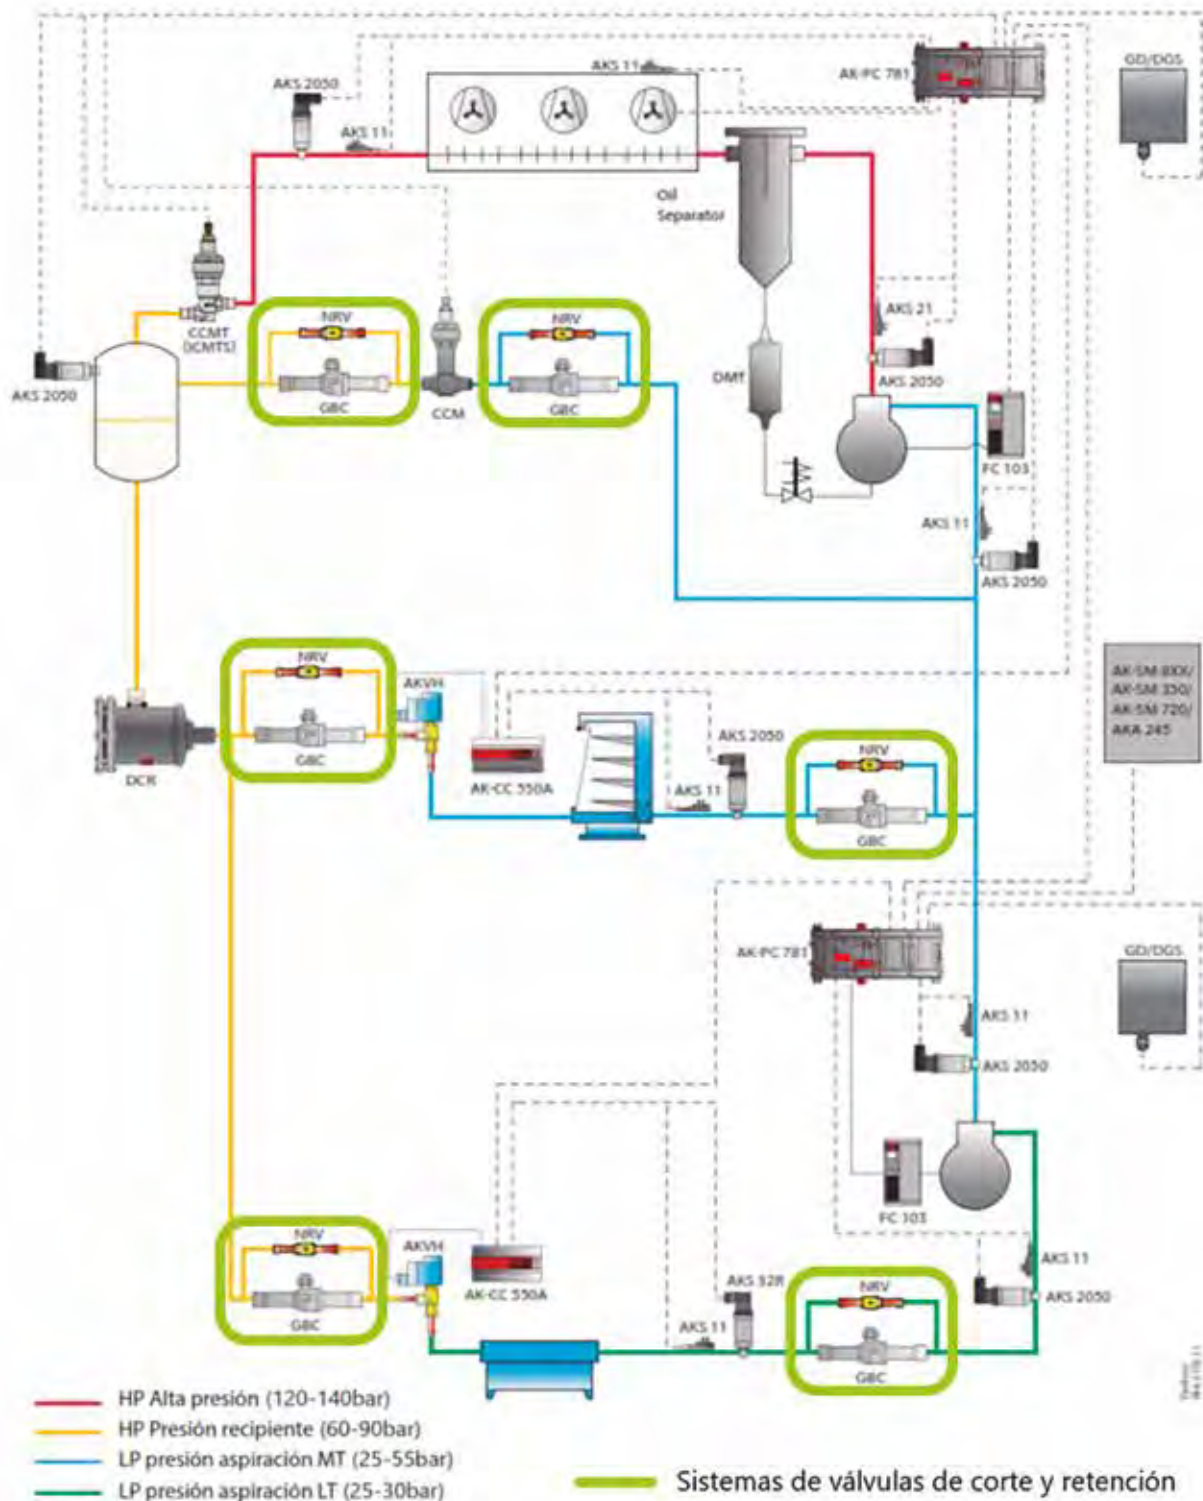 AKS 2050
AKS 11
AKS 11
AK-PC 781
GD/DGS
Oil
Separator
CCMT
(ICMTS)
NRV
GBC
CCM
NRV
GBC
AKS 2050
DMT
AKS 21
AKS 2050
FC 103
AKS 11
AKS 2050
NRV
GBC
AKVH
DCR
AK-CC 550A
AKS 2050
AKS 11
NRV
GBC
AK-SM 8XX/
AK-SM 350/
AK-SM 720/
AKA 245
AK-PC 781
GD/DGS
AKS 11
AKS 2050
FC 103
NRV
GBC
AKVH
AK-CC 550A
AKS 32R
AKS 11
NRV
GBC
AKS 11
AKS 2050
HP Alta presión (120-140bar)
HP Presión recipiente (60-90bar)
LP presión aspiración MT (25-55bar)
LP presión aspiración LT (25-30bar)
Sistemas de válvulas de corte y retención